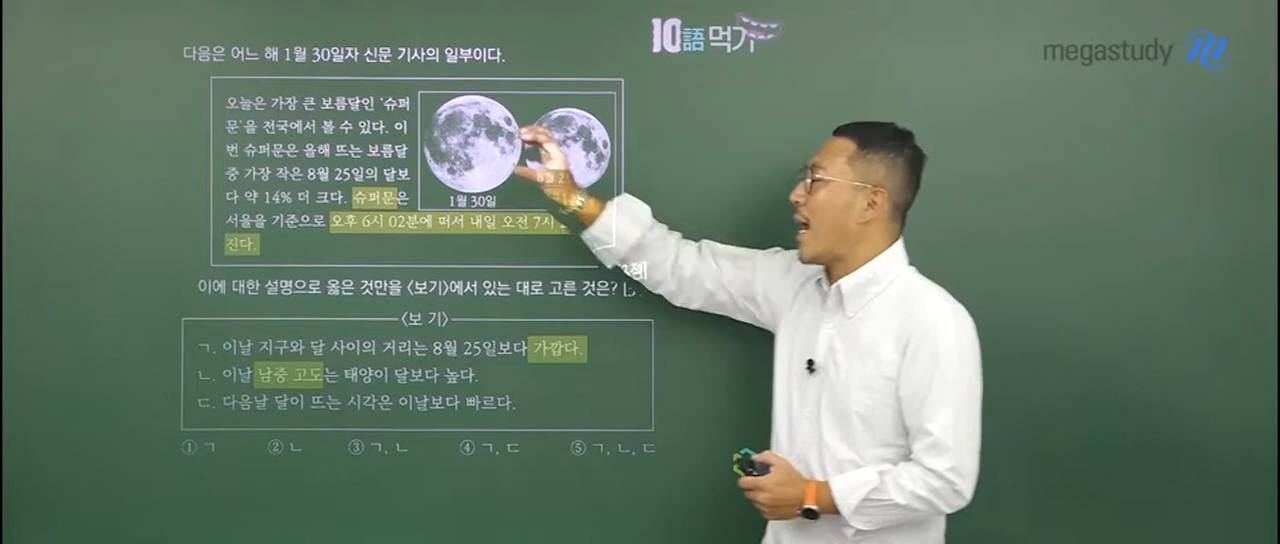 10語먹기
megastudy
다음은 어느 해 1월 30일자 신문 기사의 일부이다.
오늘은 가장 큰 보름달인 '슈퍼
문'을 전국에서 볼 수 있다. 이
번 슈퍼문은 올해 뜨는 보름달
중 가장 작은 8월 25일의 달보
다 약 14% 더 크다. 슈퍼문은
서울을 기준으로 오후 6시 02분에 떠서 내일 오전 7시
진다.
1월 30일
8월 2
이에 대한 설명으로 옳은 것만을 <보기>에서 있는 대로 고른 것은?
<보 기>
ㄱ. 이날 지구와 달 사이의 거리는 8월 25일보다 가깝다.
ㄴ. 이날 남중 고도는 태양이 달보다 높다.
ㄷ. 다음날 달이 뜨는 시각은 이날보다 빠르다.
① ㄱ ② ㄴ ③ ㄱ, ㄴ ④ ㄱ, ㄷ ⑤ ㄱ, ㄴ, ㄷ